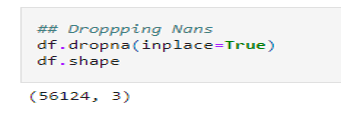 ## Droppping Nans
df.dropna(inplace=True)
df.shape
(56124, 3)